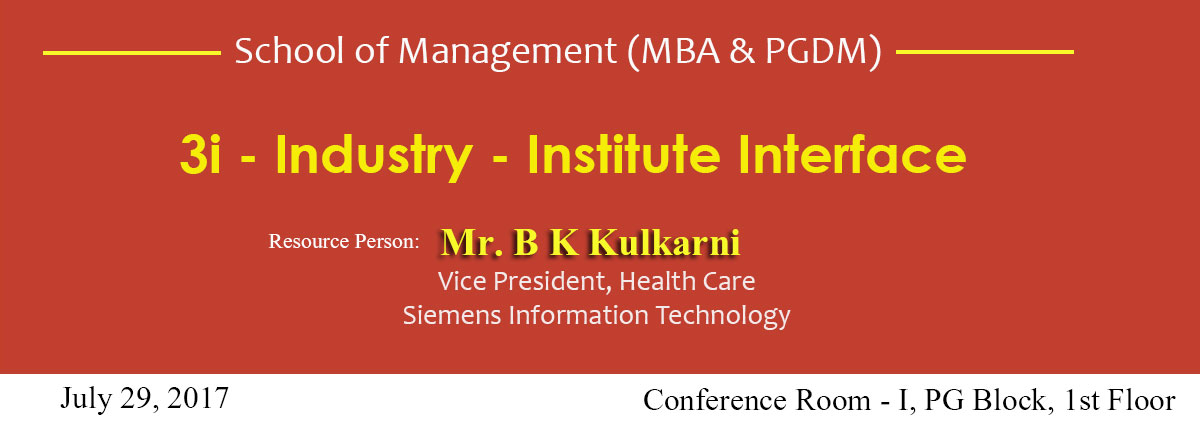 School of Management (MBA & PGDM)
3i - Industry - Institute Interface
Resource Person: Mr. B K Kulkarni
Vice President, Health Care
Siemens Information Technology
July 29, 2017
Conference Room - I, PG Block, 1st Floor